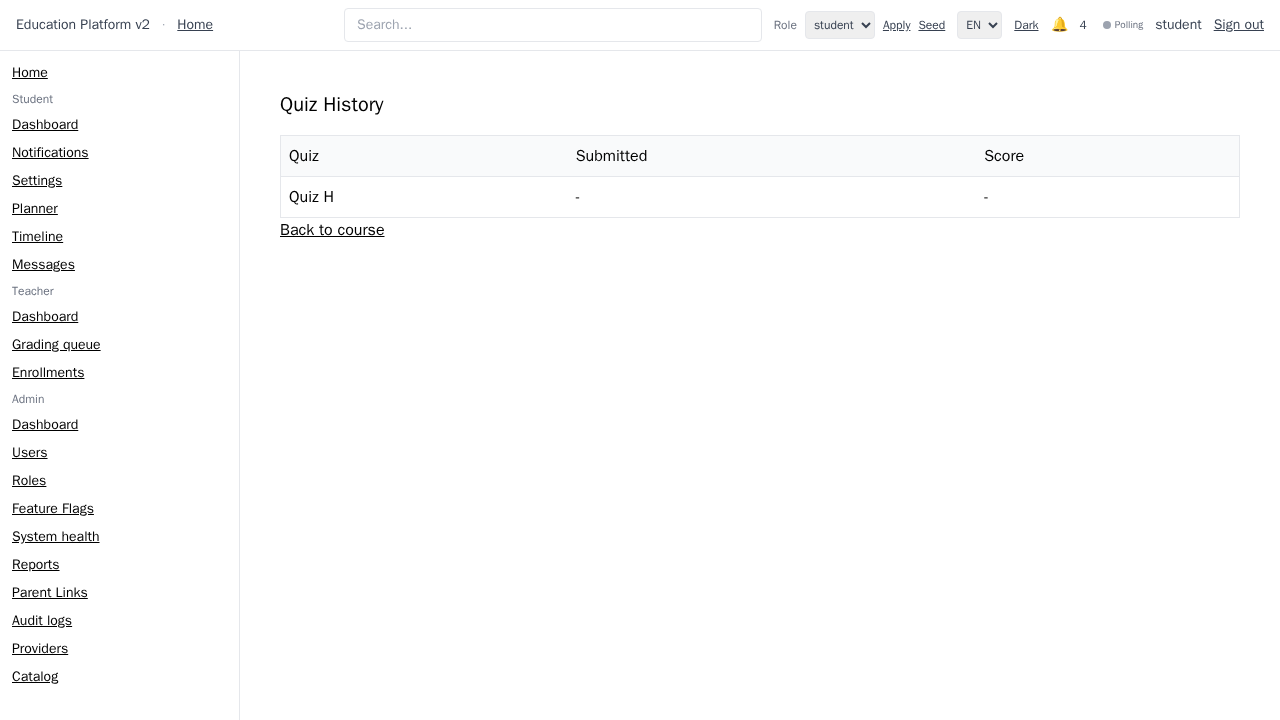 Education Platform v2 · Home Search... Role student Apply Seed EN Dark 4 Polling student Sign out
Home
Student
Dashboard
Notifications
Settings
Planner
Timeline
Messages
Teacher
Dashboard
Grading queue
Enrollments
Admin
Dashboard
Users
Roles
Feature Flags
System health
Reports
Parent Links
Audit logs
Providers
Catalog
Quiz History
Quiz Submitted Score
Quiz H - -
Back to course